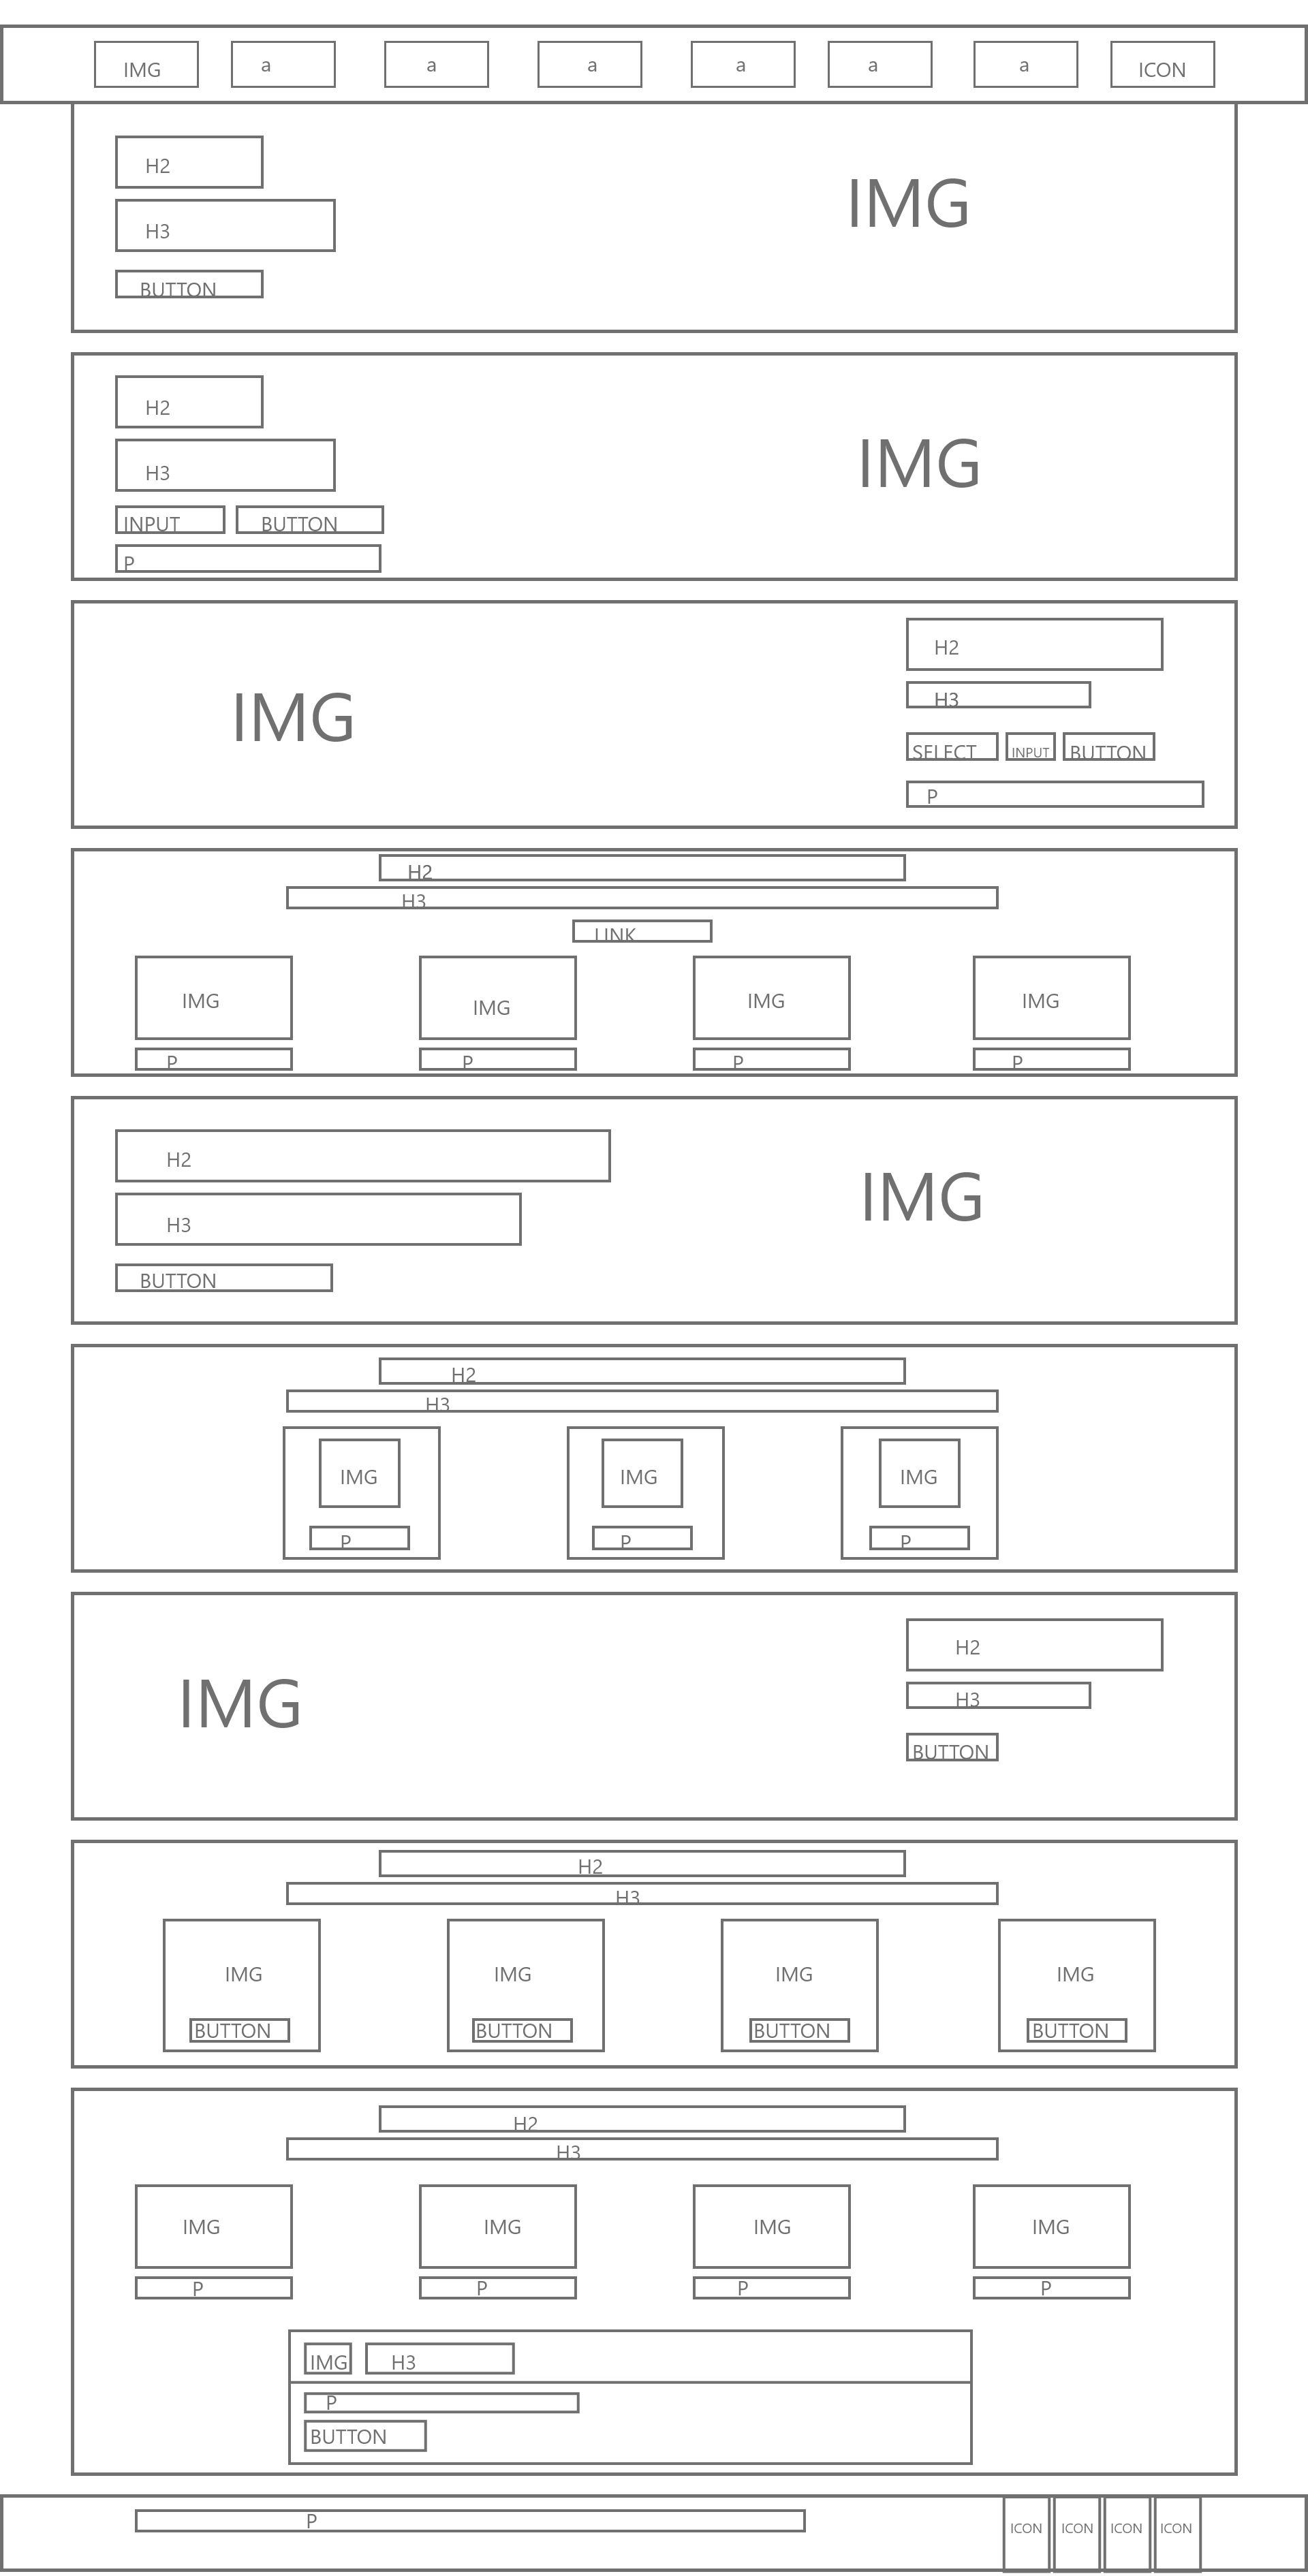 IMG a a a a a a ICON
H2
H3
BUTTON
IMG
H2
H3
INPUT BUTTON
P
IMG
IMG
H2
H3
SELECT INPUT BUTTON
P
H2
H3
LINK
IMG IMG IMG IMG
P P P P
H2
H3
BUTTON
IMG
H2
H3
IMG IMG IMG
P P P
IMG
H2
H3
BUTTON
H2
H3
IMG IMG IMG IMG
BUTTON BUTTON BUTTON BUTTON
H2
H3
IMG IMG IMG IMG
P P P P
IMG H3
P
BUTTON
P ICON ICON ICON ICON